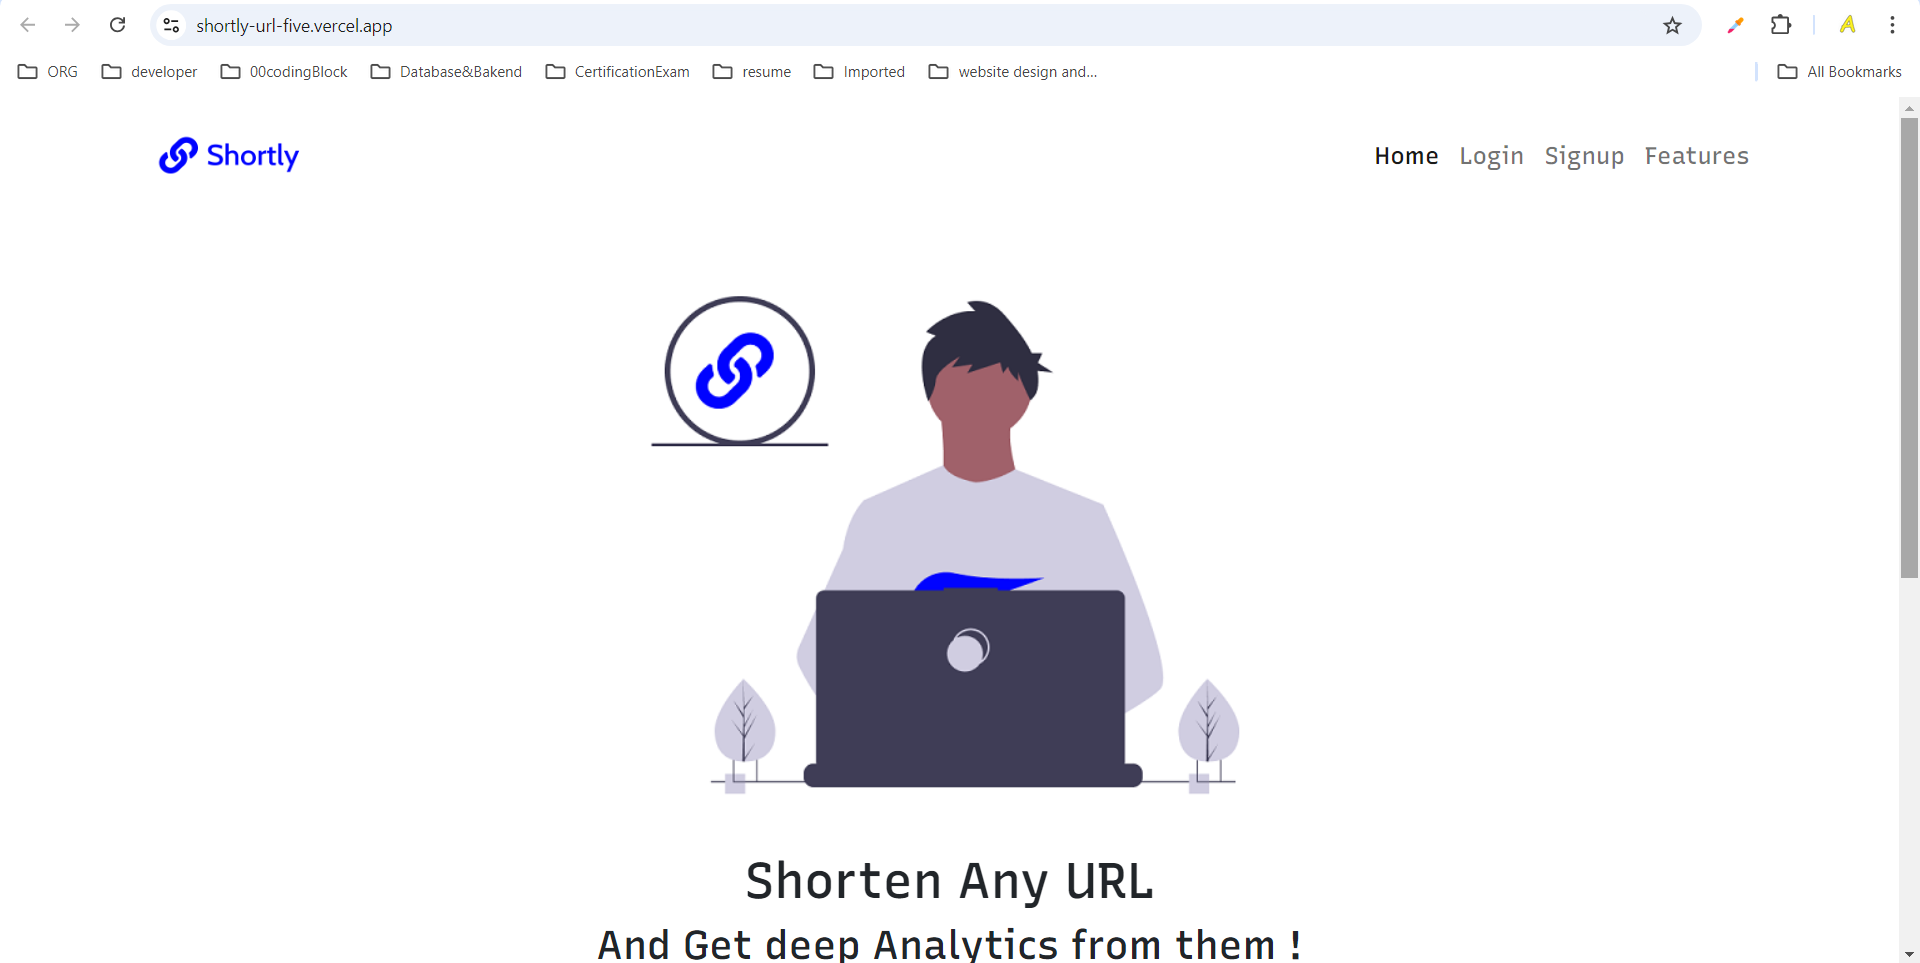 shortly-url-five.vercel.app
ORG developer 00codingBlock Database&Bakend CertificationExam resume Imported website design and... All Bookmarks
Shortly Home Login Signup Features
Shorten Any URL
And Get deep Analytics from them !